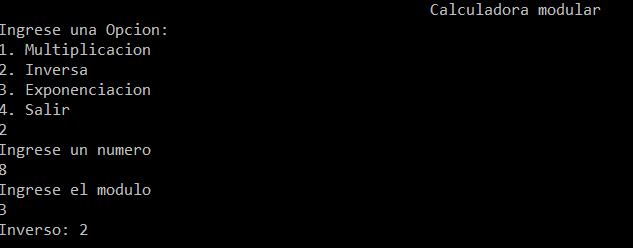 Calculadora modular
Ingrese una Opcion:
1. Multiplicacion
2. Inversa
3. Exponenciacion
4. Salir
2
Ingrese un numero
8
Ingrese el modulo
3
Inverso: 2